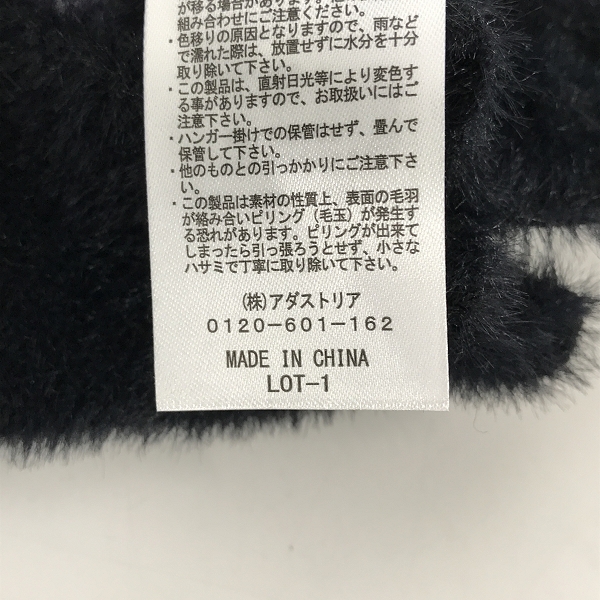 が移る場合があります。
組み合わせにご注意ください。
・色移りの原因となりますので、雨など
で濡れた際は、放置せずに水分を十分
取り除いて下さい。
・この製品は、直射日光等により変色す
る事がありますので、お取扱いにはご
注意下さい。
・ハンガー掛けでの保管はせず、畳んで
保管して下さい。
・他のものとの引っかかりにご注意下さ
い。
・この製品は素材の性質上、表面の毛羽
が絡み合いピリング（毛玉）が発生す
る恐れがあります。ピリングが出来て
しまったら引っ張ろうとせず、小さな
ハサミで丁寧に取り除いて下さい。
(株)アダストリア
0120-601-162
MADE IN CHINA
LOT-1